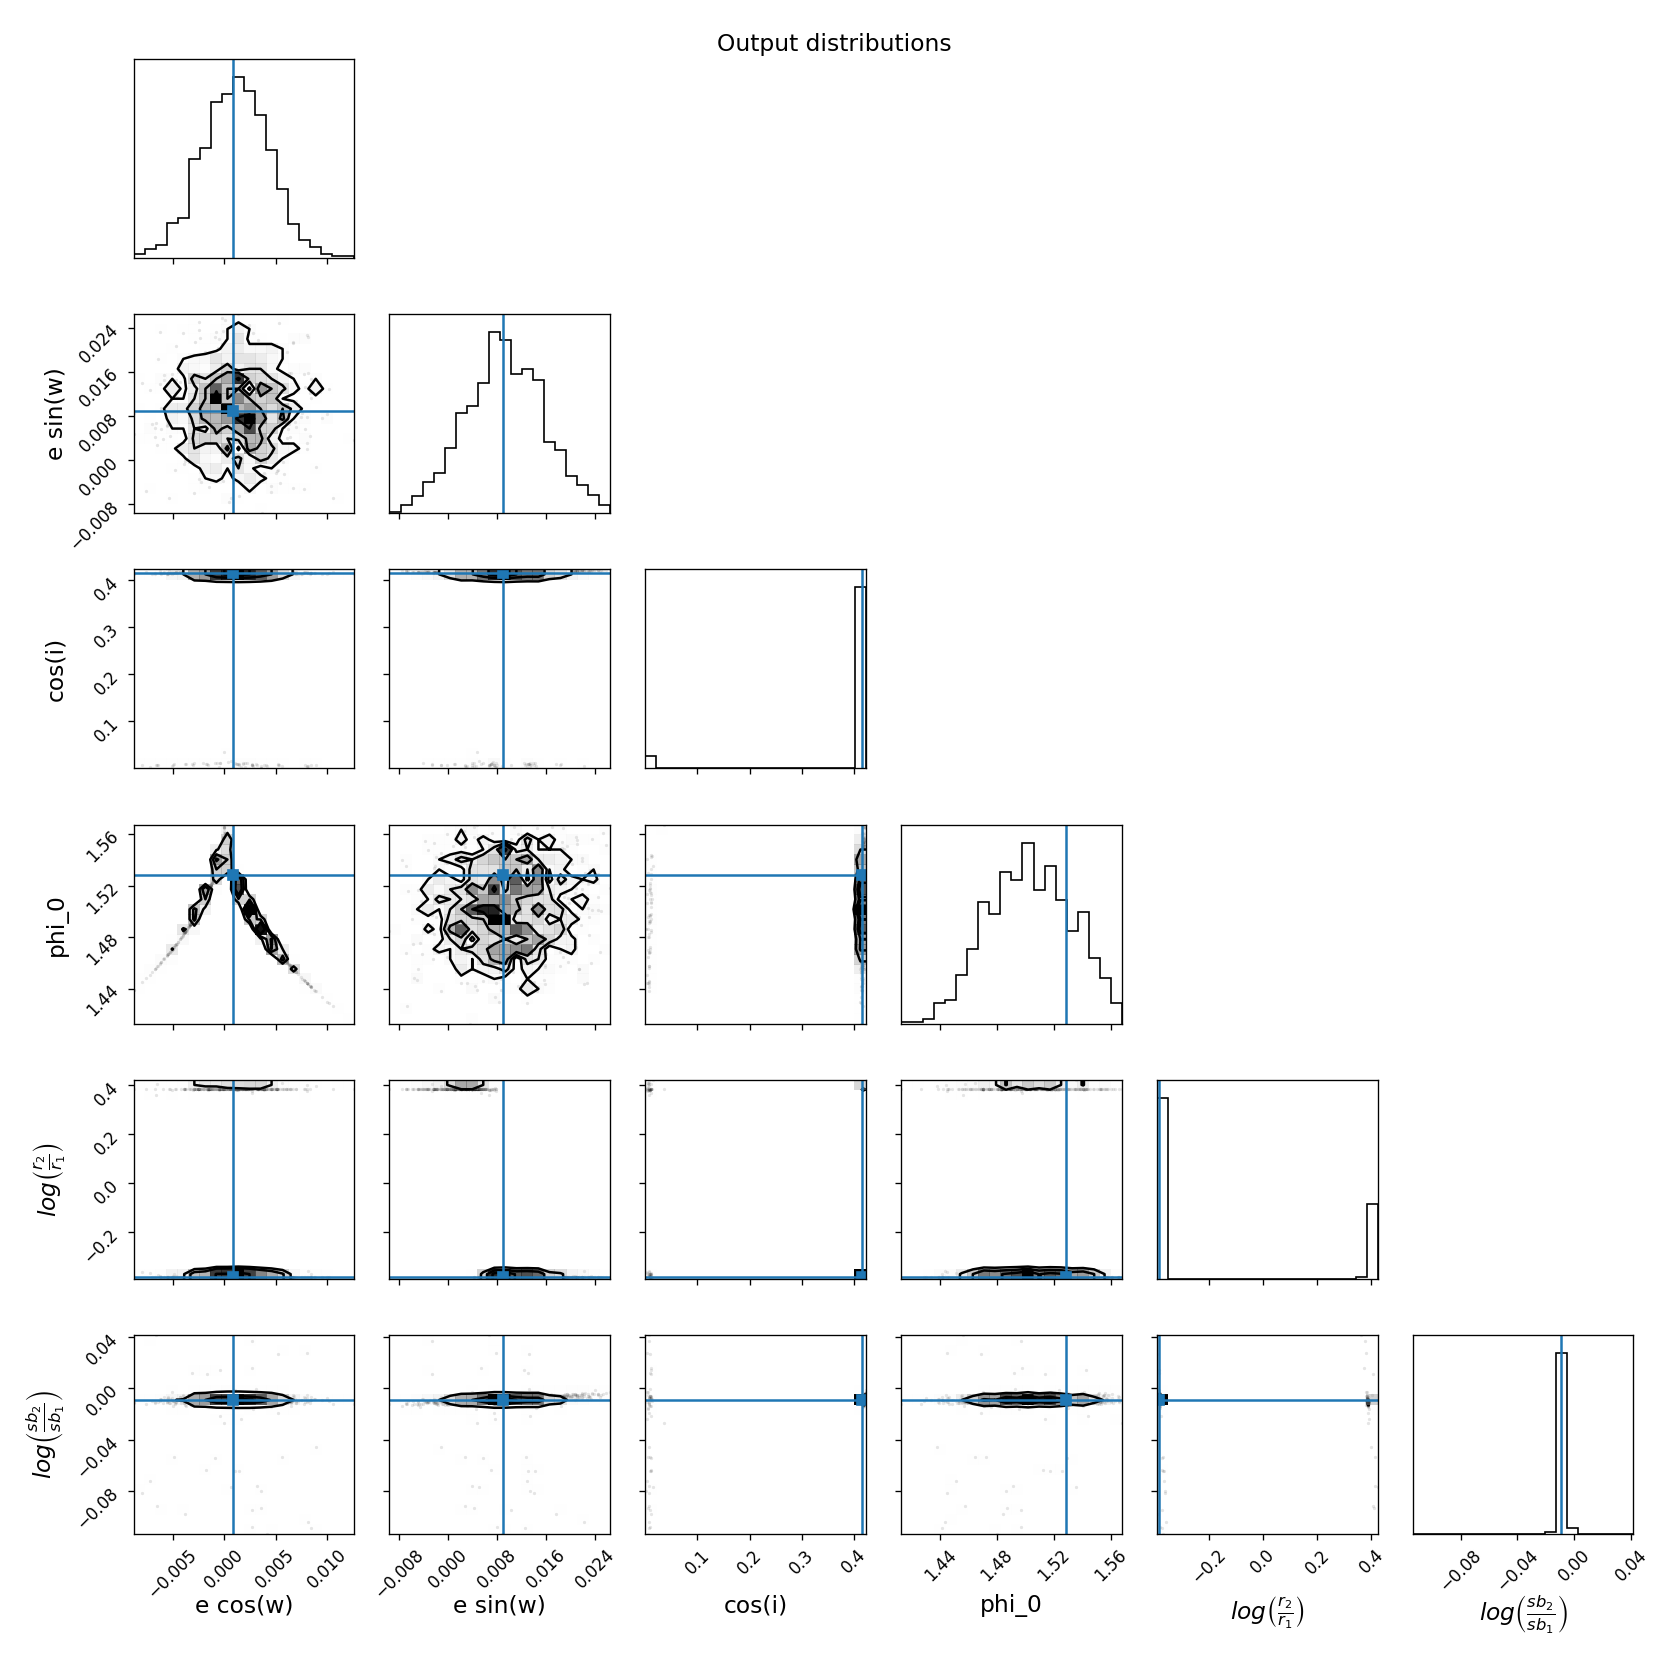 Output distributions
0.024
0.016
0.008
0.000
−0.008
e sin(w)
0.4
0.3
0.2
0.1
cos(i)
1.56
1.52
1.48
1.44
phi_0
0.4
0.2
0.0
−0.2
log(r2/r1)
0.04
0.00
−0.04
−0.08
log(sb2/sb1)
−0.005 0.000 0.005 0.010
−0.008 0.000 0.008 0.016 0.024
0.1 0.2 0.3 0.4
1.44 1.48 1.52 1.56
−0.2 0.0 0.2 0.4
−0.08 −0.04 0.00 0.04
e cos(w)
e sin(w)
cos(i)
phi_0
log(r2/r1)
log(sb2/sb1)